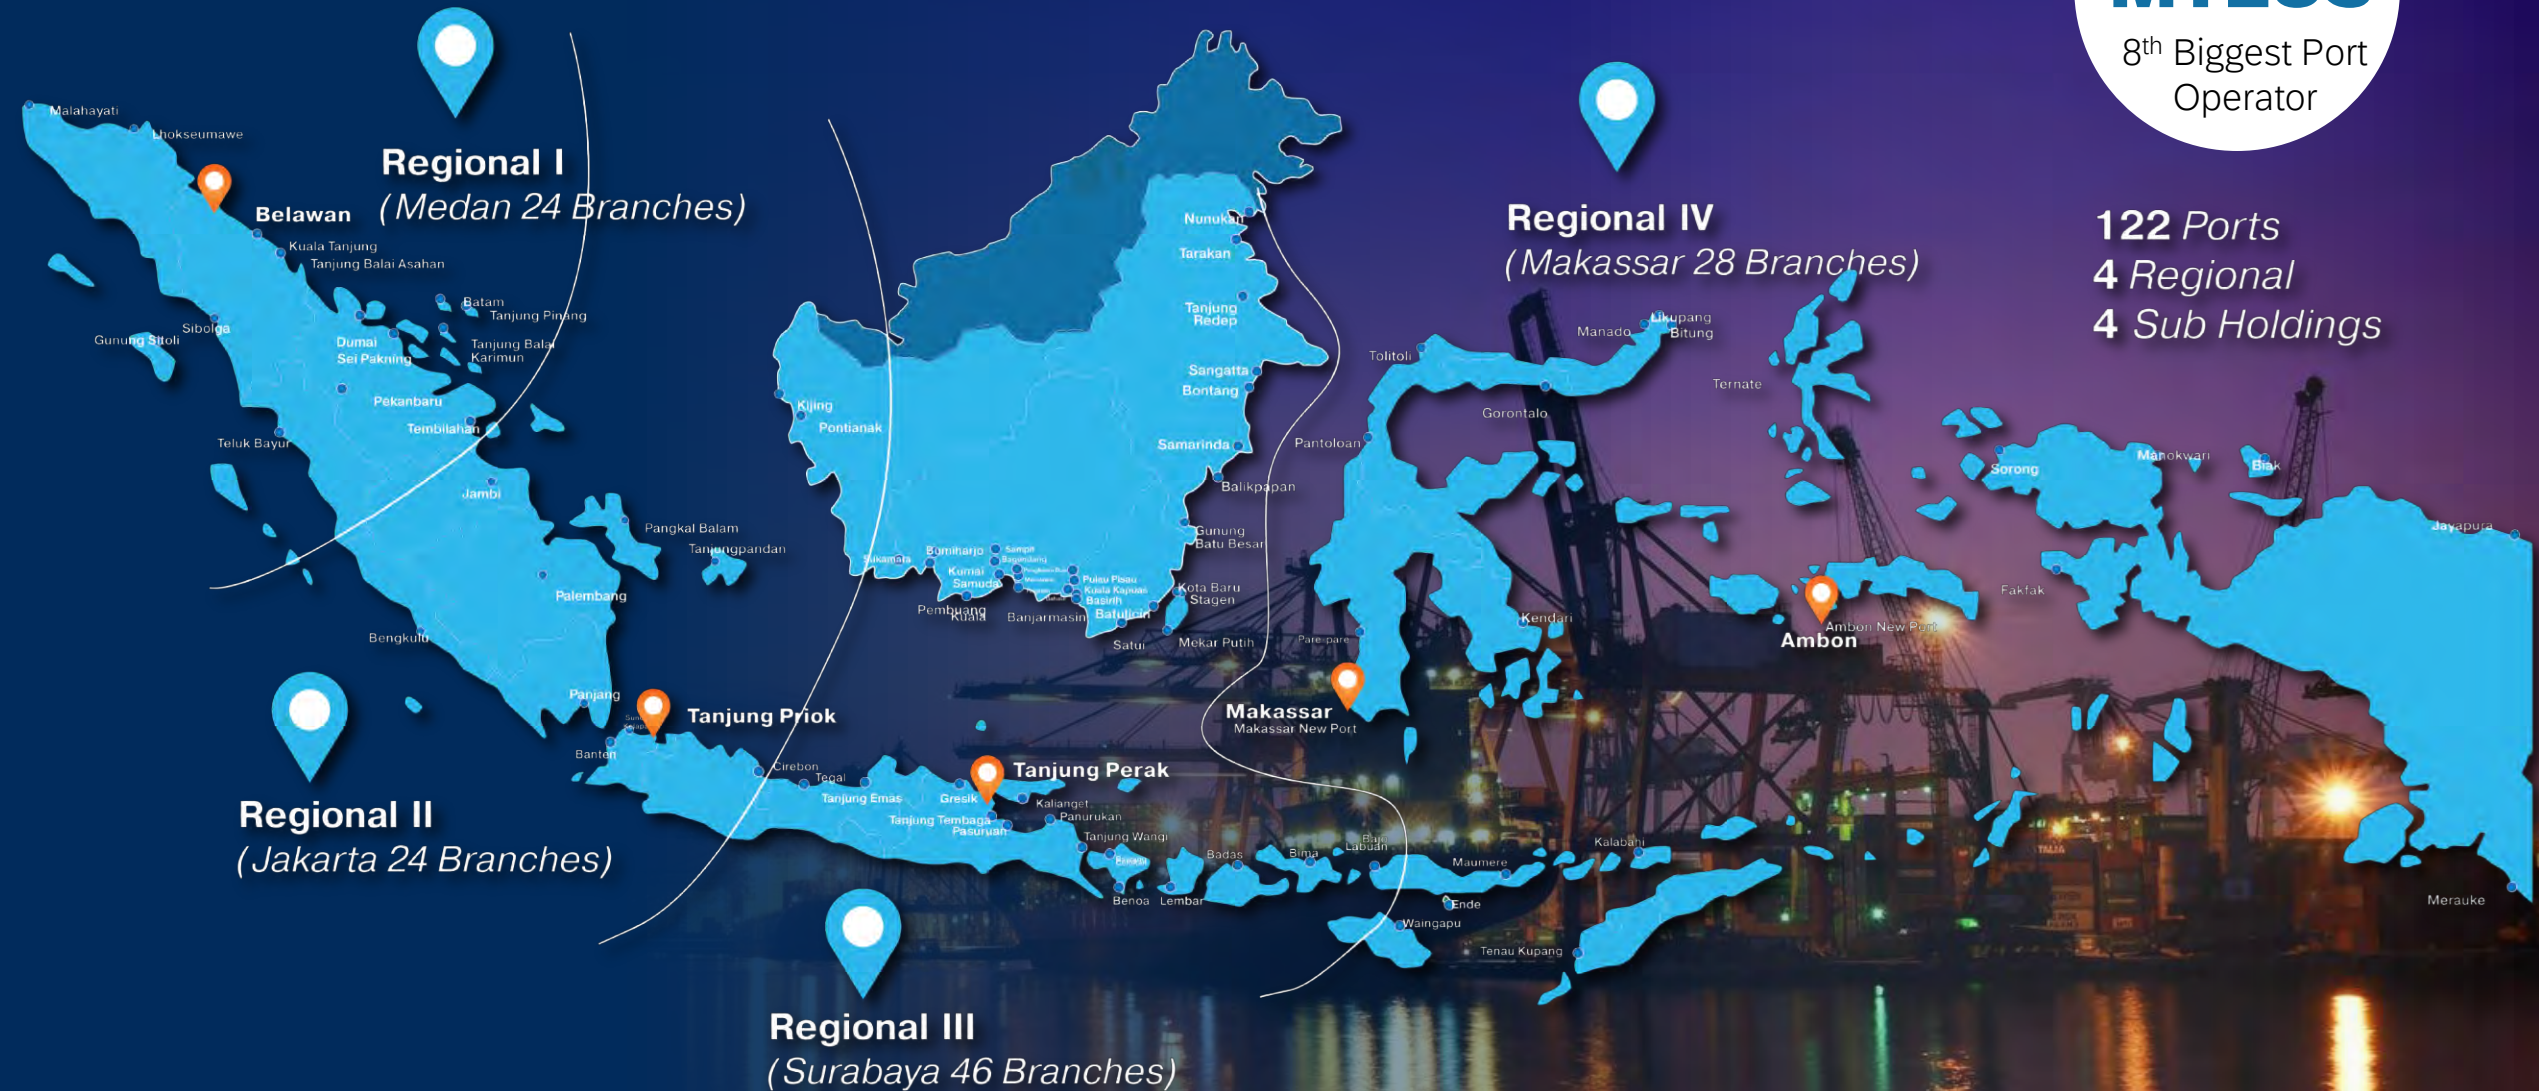 8th Biggest Port
Operator
122 Ports
4 Regional
4 Sub Holdings
Regional I
(Medan 24 Branches)
Regional IV
(Makassar 28 Branches)
Regional II
(Jakarta 24 Branches)
Regional III
(Surabaya 46 Branches)
Malahayati
Lhokseumawe
Belawan
Kuala Tanjung
Tanjung Balai Asahan
Batam
Tanjung Pinang
Sibolga
Gunung Sitoli
Dumai
Sei Pakning
Tanjung Balai
Karimun
Pekanbaru
Tembilahan
Teluk Bayur
Jambi
Pangkal Balam
Tanjungpandan
Palembang
Bengkulu
Panjang
Tanjung Priok
Banten
Cirebon
Tegal
Tanjung Emas
Gresik
Tanjung Perak
Kalianget
Panurukan
Tanjung Tembaga
Pasuruan
Tanjung Wangi
Benoa
Lembar
Badas
Bima
Labuan
Bajo
Maumere
Ende
Waingapu
Kalabahi
Tenau Kupang
Nunukan
Tarakan
Tanjung
Redep
Sangatta
Bontang
Samarinda
Balikpapan
Kijing
Pontianak
Gunung
Batu Besar
Sukamara
Bumiharjo
Sampit
Bagendang
Kumai
Samuda
Pulau Pisau
Kuala Kapuas
Basirih
Batulicin
Kota Baru
Stagen
Pembuang
Kuala
Banjarmasin
Satui
Mekar Putih
Tolitoli
Manado
Likupang
Bitung
Gorontalo
Ternate
Pantoloan
Kendari
Pare-pare
Makassar
Makassar New Port
Ambon New Port
Ambon
Sorong
Manokwari
Biak
Jayapura
Fakfak
Merauke